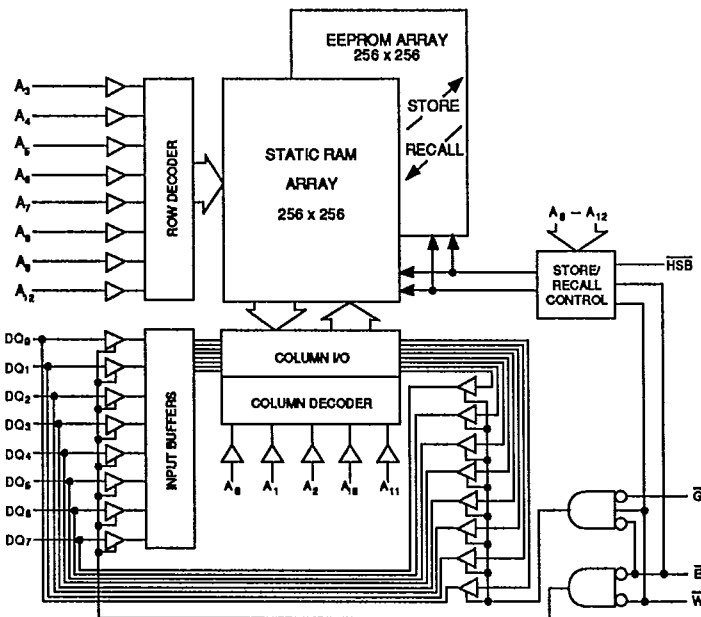 EEPROM ARRAY
256 x 256
STORE
RECALL
STATIC RAM
ARRAY
256 x 256
A3
A4
A5
A6
A7
A8
A9
A12
ROW DECODER
A0 – A12
STORE/
RECALL
CONTROL
H̅S̅B̅
DQ0
DQ1
DQ2
DQ3
DQ4
DQ5
DQ6
DQ7
INPUT BUFFERS
COLUMN I/O
COLUMN DECODER
A0
A1
A2
A10
A11
G̅
E̅
W̅